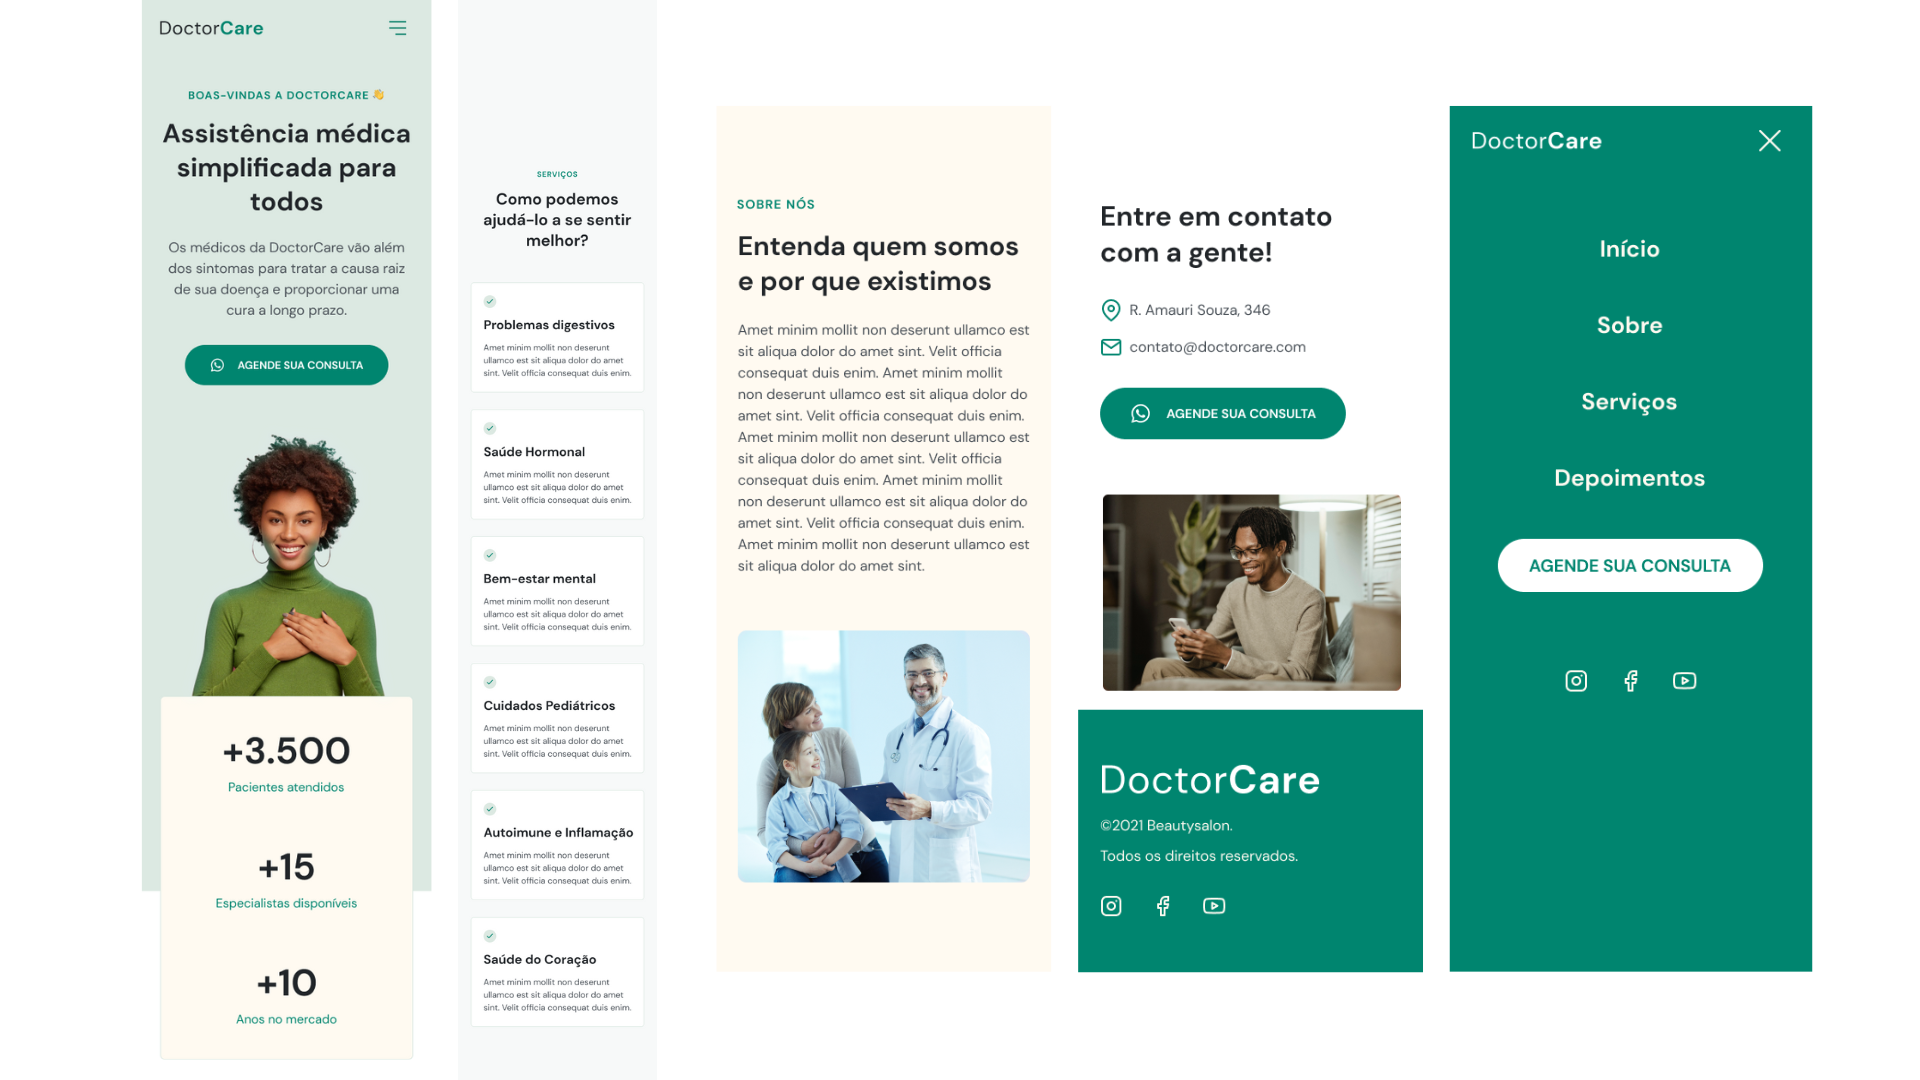 DoctorCare
BOAS-VINDAS A DOCTORCARE 👋
Assistência médica
simplificada para
todos
Os médicos da DoctorCare vão além
dos sintomas para tratar a causa raiz
de sua doença e proporcionar uma
cura a longo prazo.
AGENDE SUA CONSULTA
+3.500
Pacientes atendidos
+15
Especialistas disponíveis
+10
Anos no mercado
SERVIÇOS
Como podemos
ajudá-lo a se sentir
melhor?
Problemas digestivos
Amet minim mollit non deserunt
ullamco est sit aliqua dolor do amet
sint. Velit officia consequat duis enim.
Saúde Hormonal
Amet minim mollit non deserunt
ullamco est sit aliqua dolor do amet
sint. Velit officia consequat duis enim.
Bem-estar mental
Amet minim mollit non deserunt
ullamco est sit aliqua dolor do amet
sint. Velit officia consequat duis enim.
Cuidados Pediátricos
Amet minim mollit non deserunt
ullamco est sit aliqua dolor do amet
sint. Velit officia consequat duis enim.
Autoimune e Inflamação
Amet minim mollit non deserunt
ullamco est sit aliqua dolor do amet
sint. Velit officia consequat duis enim.
Saúde do Coração
Amet minim mollit non deserunt
ullamco est sit aliqua dolor do amet
sint. Velit officia consequat duis enim.
SOBRE NÓS
Entenda quem somos
e por que existimos
Amet minim mollit non deserunt ullamco est
sit aliqua dolor do amet sint. Velit officia
consequat duis enim. Amet minim mollit
non deserunt ullamco est sit aliqua dolor do
amet sint. Velit officia consequat duis enim.
Amet minim mollit non deserunt ullamco est
sit aliqua dolor do amet sint. Velit officia
consequat duis enim. Amet minim mollit
non deserunt ullamco est sit aliqua dolor do
amet sint. Velit officia consequat duis enim.
Amet minim mollit non deserunt ullamco est
sit aliqua dolor do amet sint.
Entre em contato
com a gente!
R. Amauri Souza, 346
contato@doctorcare.com
AGENDE SUA CONSULTA
DoctorCare
©2021 Beautysalon.
Todos os direitos reservados.
DoctorCare
Início
Sobre
Serviços
Depoimentos
AGENDE SUA CONSULTA